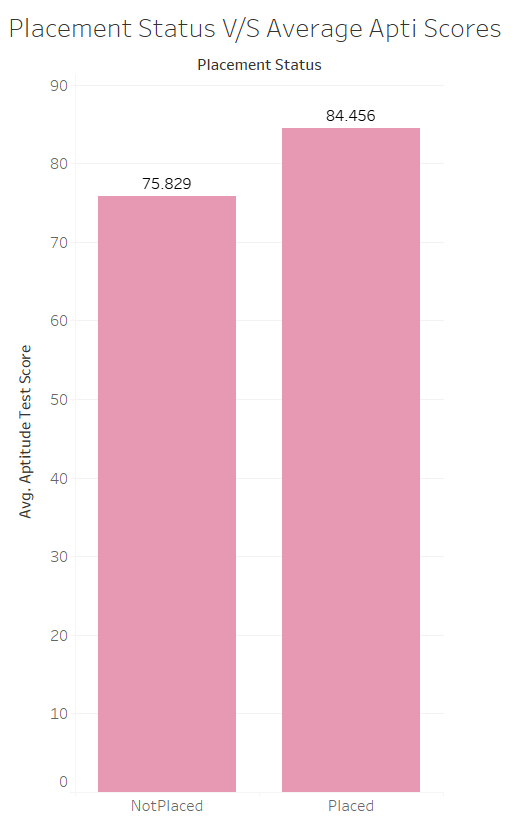 Placement Status V/S Average Apti Scores
Placement Status
90
80
70
60
50
40
30
20
10
0
Avg. Aptitude Test Score
75.829
84.456
NotPlaced
Placed